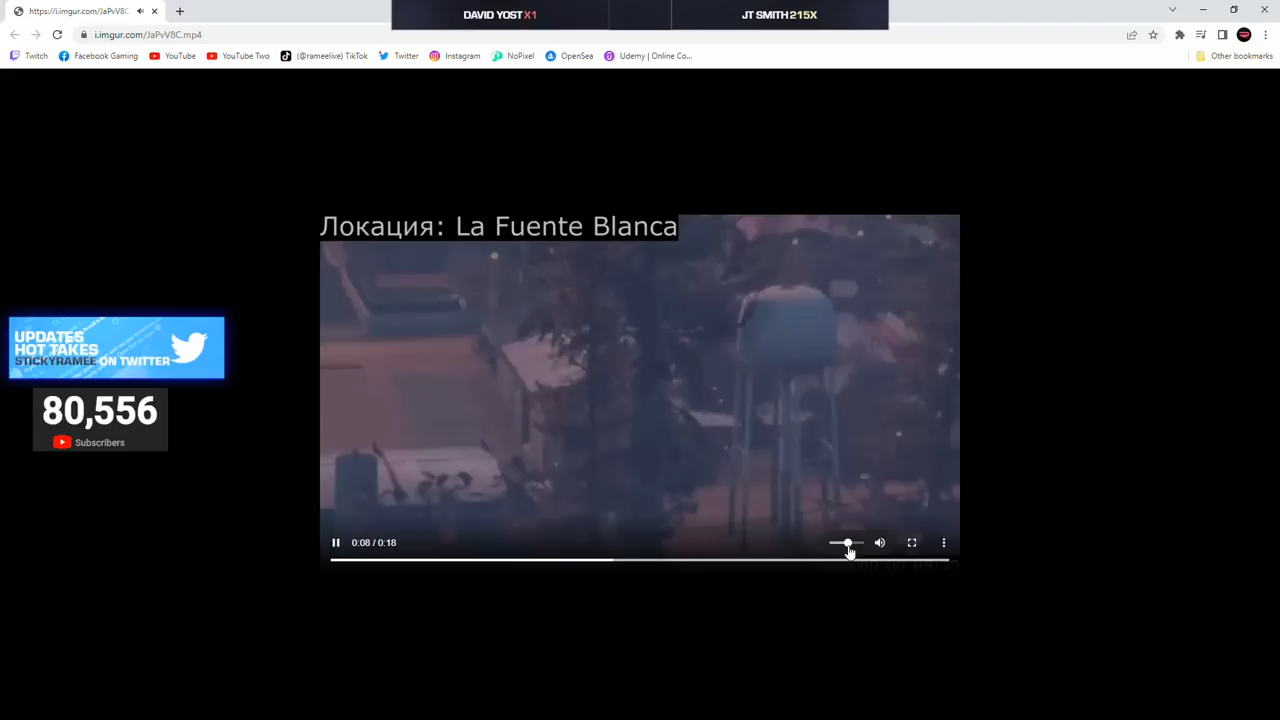 https://i.imgur.com/JaPvV8C
DAVID YOST X1
JT SMITH 215X
i.imgur.com/JaPvV8C.mp4
Twitch
Facebook Gaming
YouTube
YouTube Two
(@rameelive) TikTok
Twitter
Instagram
NoPixel
OpenSea
Udemy | Online Co...
Other bookmarks
Локация: La Fuente Blanca
UPDATES
HOT TAKES
STICKYRAMEE ON TWITTER
80,556
Subscribers
0:08 / 0:18